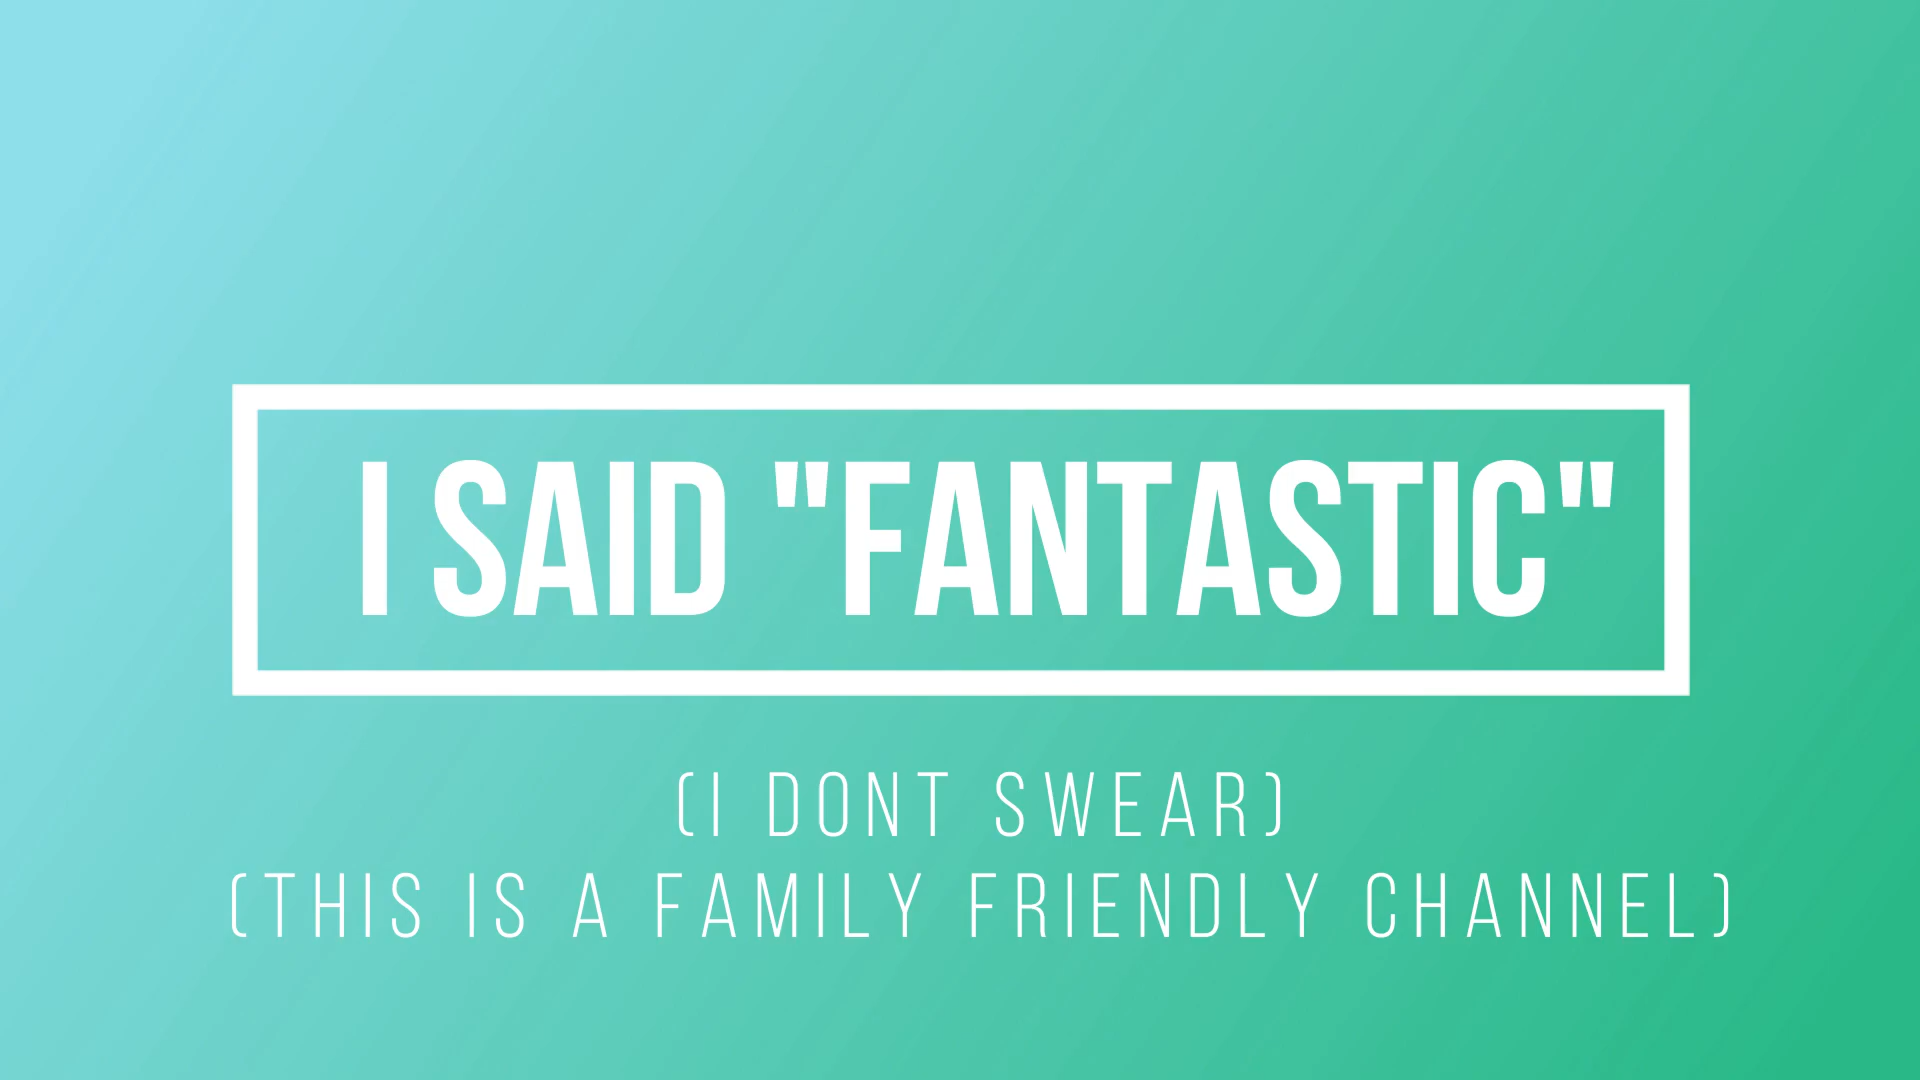 I SAID "FANTASTIC"
(I DONT SWEAR)
(THIS IS A FAMILY FRIENDLY CHANNEL)